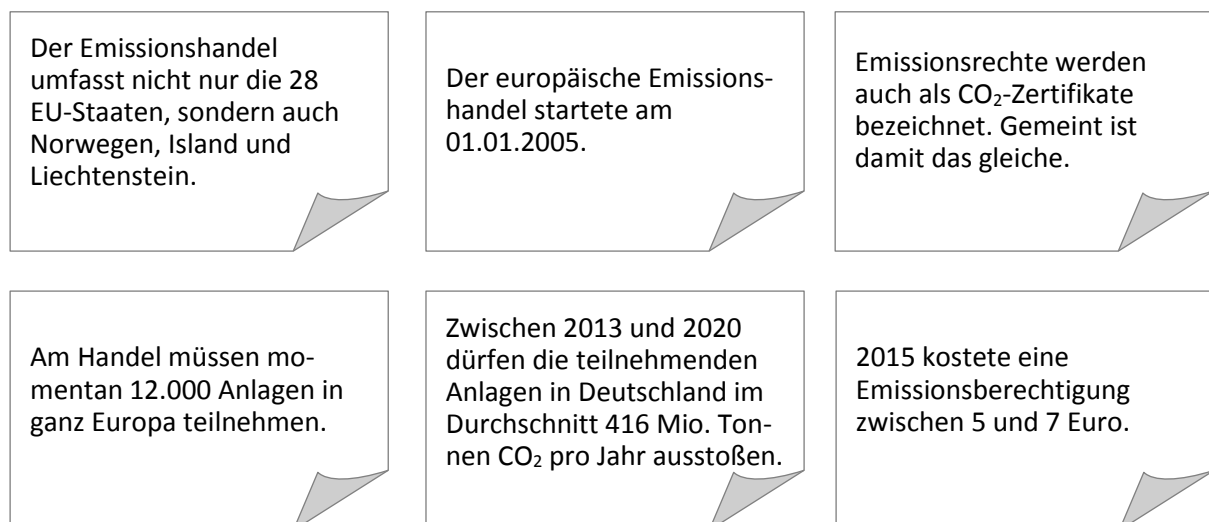 Der Emissionshandel
umfasst nicht nur die 28
EU-Staaten, sondern auch
Norwegen, Island und
Liechtenstein.
Der europäische Emissions-
handel startete am
01.01.2005.
Emissionsrechte werden
auch als CO₂-Zertifikate
bezeichnet. Gemeint ist
damit das gleiche.
Am Handel müssen mo-
mentan 12.000 Anlagen in
ganz Europa teilnehmen.
Zwischen 2013 und 2020
dürfen die teilnehmenden
Anlagen in Deutschland im
Durchschnitt 416 Mio. Ton-
nen CO₂ pro Jahr ausstoßen.
2015 kostete eine
Emissionsberechtigung
zwischen 5 und 7 Euro.